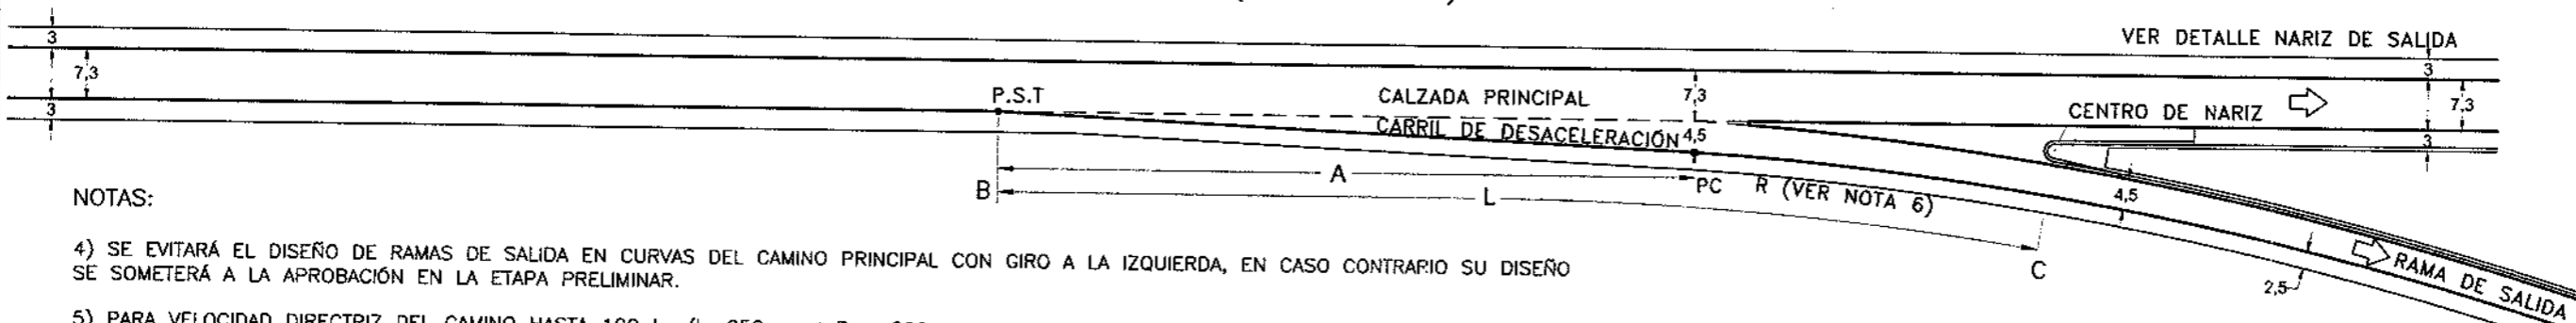 VER DETALLE NARIZ DE SALIDA
3
3
7,3
7,3
P.S.T
CALZADA PRINCIPAL
7,3
CENTRO DE NARIZ
3
CARRIL DE DESACELERACIÓN
4,5
3
A
B
L
PC
R (VER NOTA 6)
4,5
C
2,5
RAMA DE SALIDA
NOTAS:
4) SE EVITARÁ EL DISEÑO DE RAMAS DE SALIDA EN CURVAS DEL CAMINO PRINCIPAL CON GIRO A LA IZQUIERDA, EN CASO CONTRARIO SU DISEÑO
SE SOMETERÁ A LA APROBACIÓN EN LA ETAPA PRELIMINAR.
5) PARA VELOCIDAD DIRECTRIZ DEL CAMINO HASTA